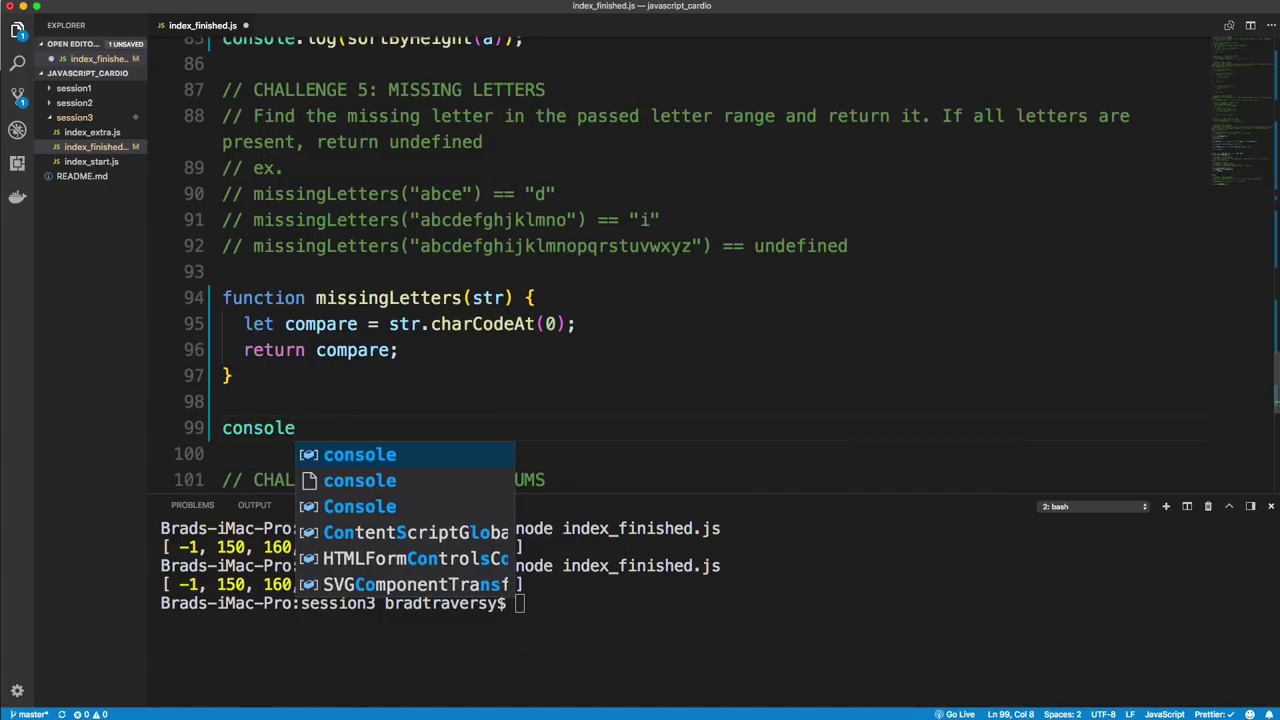 index_finished.js — javascript_cardio
EXPLORER
OPEN EDITO... 1 UNSAVED
index_finishe... M
JAVASCRIPT_CARDIO
session1
session2
session3
index_extra.js
index_finished... M
index_start.js
README.md
index_finished.js
85 console.log(sortByHeight(a));
86
87 // CHALLENGE 5: MISSING LETTERS
88 // Find the missing letter in the passed letter range and return it. If all letters are
present, return undefined
89 // ex.
90 // missingLetters("abce") == "d"
91 // missingLetters("abcdefghjklmno") == "i"
92 // missingLetters("abcdefghijklmnopqrstuvwxyz") == undefined
93
94 function missingLetters(str) {
95 let compare = str.charCodeAt(0);
96 return compare;
97 }
98
99 console
100
101 // CHAL UMS
console
console
Console
ContentScriptGloba
HTMLFormControlsCo
SVGComponentTransf
PROBLEMS OUTPUT 2: bash
Brads-iMac-Pro: node index_finished.js
[ -1, 150, 160, ]
Brads-iMac-Pro: node index_finished.js
[ -1, 150, 160, ]
Brads-iMac-Pro:session3 bradtraversy$
master* 0 0 Go Live Ln 99, Col 8 Spaces: 2 UTF-8 LF JavaScript Prettier: ✓